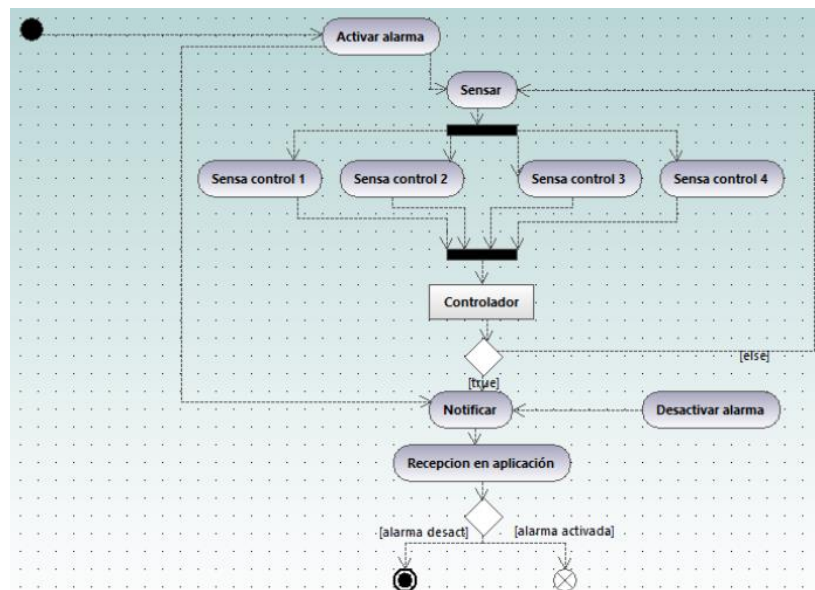 Activar alarma
Sensar
Sensa control 1
Sensa control 2
Sensa control 3
Sensa control 4
Controlador
[else]
[true]
Notificar
Desactivar alarma
Recepcion en aplicación
[alarma desact]
[alarma activada]